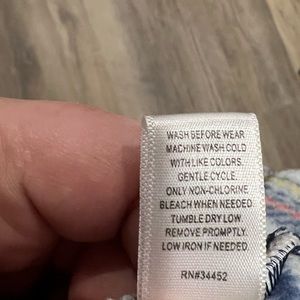 WASH BEFORE WEAR
MACHINE WASH COLD
WITH LIKE COLORS.
GENTLE CYCLE.
ONLY NON-CHLORINE
BLEACH WHEN NEEDED.
TUMBLE DRY LOW.
REMOVE PROMPTLY.
LOW IRON IF NEEDED.
RN#34452